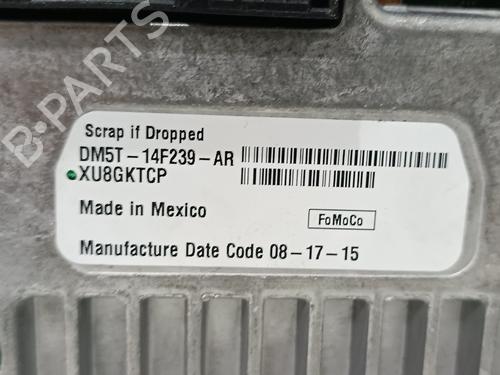 Scrap if Dropped
DM5T-14F239-AR
XU8GKTCP
Made in Mexico
FoMoCo
Manufacture Date Code 08-17-15
B-PARTS